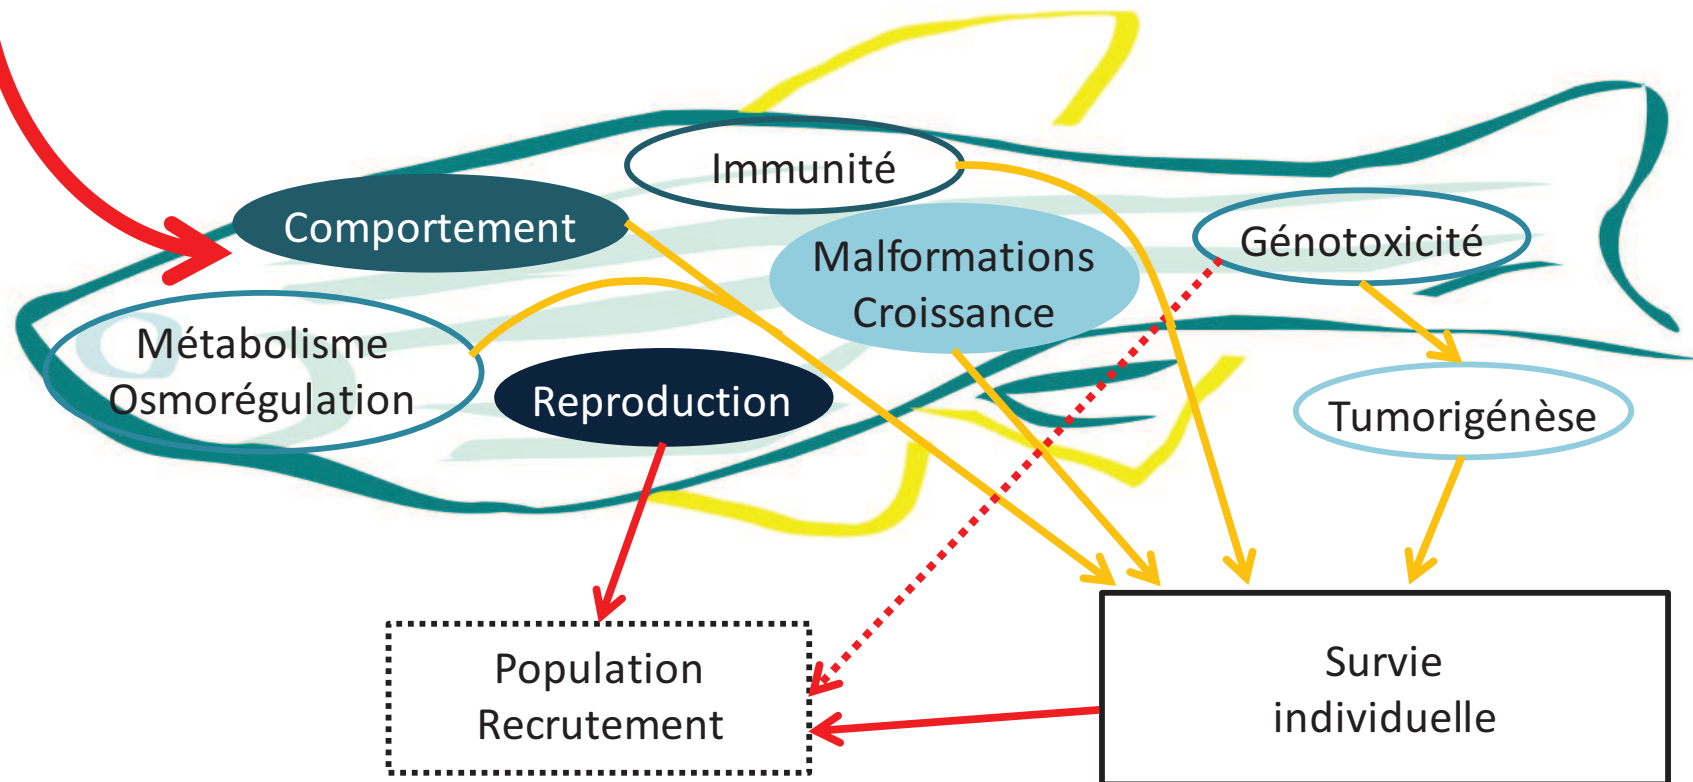 Immunité
Comportement
Malformations
Croissance
Génotoxicité
Métabolisme
Osmorégulation
Reproduction
Tumorigénèse
Population
Recrutement
Survie
individuelle